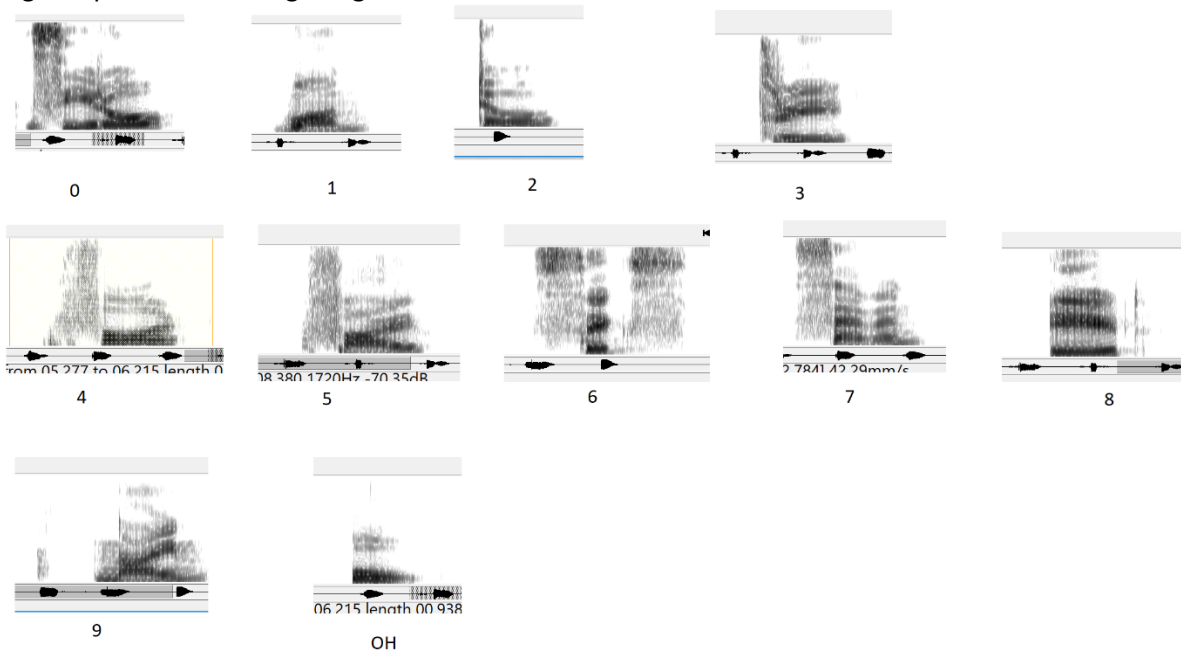 0 1 2 3
rom 05.277 to 06.215 length 0
08.380.1720Hz -70.35dB
2.784l.42.29mm/s
4 5 6 7 8
06.215 length 00.938
9 OH